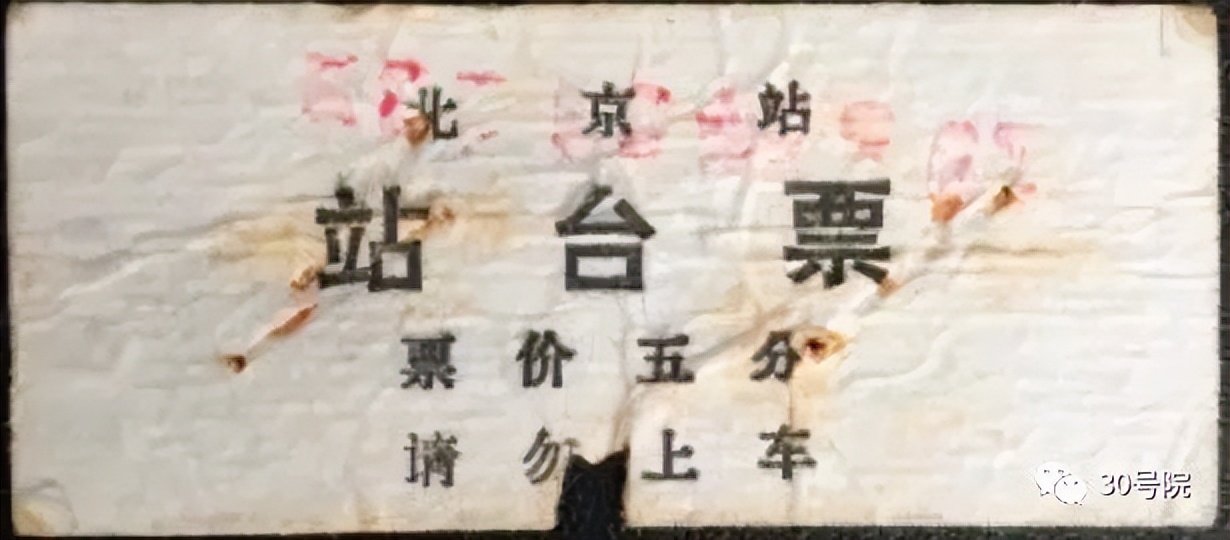 北京站
站台票
票价五分
请勿上车
30号院